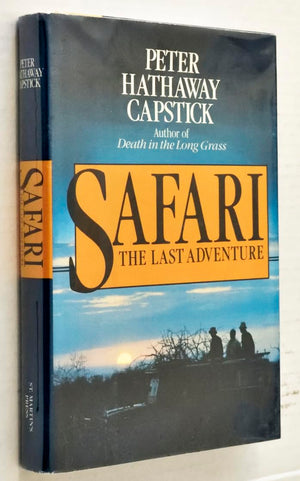 PETER
HATHAWAY
CAPSTICK
Author of
Death in the Long Grass
SAFARI
THE LAST ADVENTURE
PETER
HATHAWAY
CAPSTICK
SAFARI
ST. MARTIN'S
PRESS